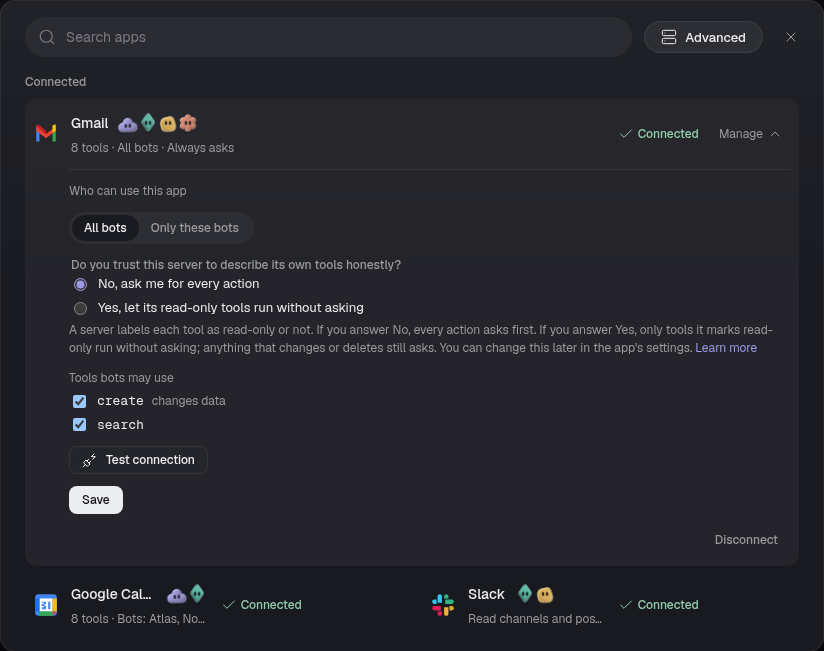 Search apps
Advanced
Connected
Gmail
Connected
Manage
8 tools · All bots · Always asks
Who can use this app
All bots
Only these bots
Do you trust this server to describe its own tools honestly?
No, ask me for every action
Yes, let its read-only tools run without asking
A server labels each tool as read-only or not. If you answer No, every action asks first. If you answer Yes, only tools it marks read-
only run without asking; anything that changes or deletes still asks. You can change this later in the app's settings. Learn more
Tools bots may use
create changes data
search
Test connection
Save
Disconnect
31
Google Cal...
Connected
8 tools · Bots: Atlas, No...
Slack
Connected
Read channels and pos...